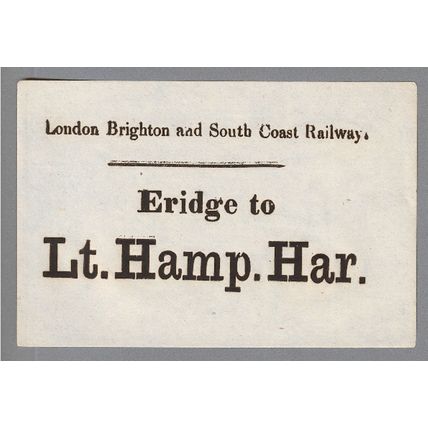 London Brighton and South Coast Railway.
Eridge to
Lt. Hamp. Har.